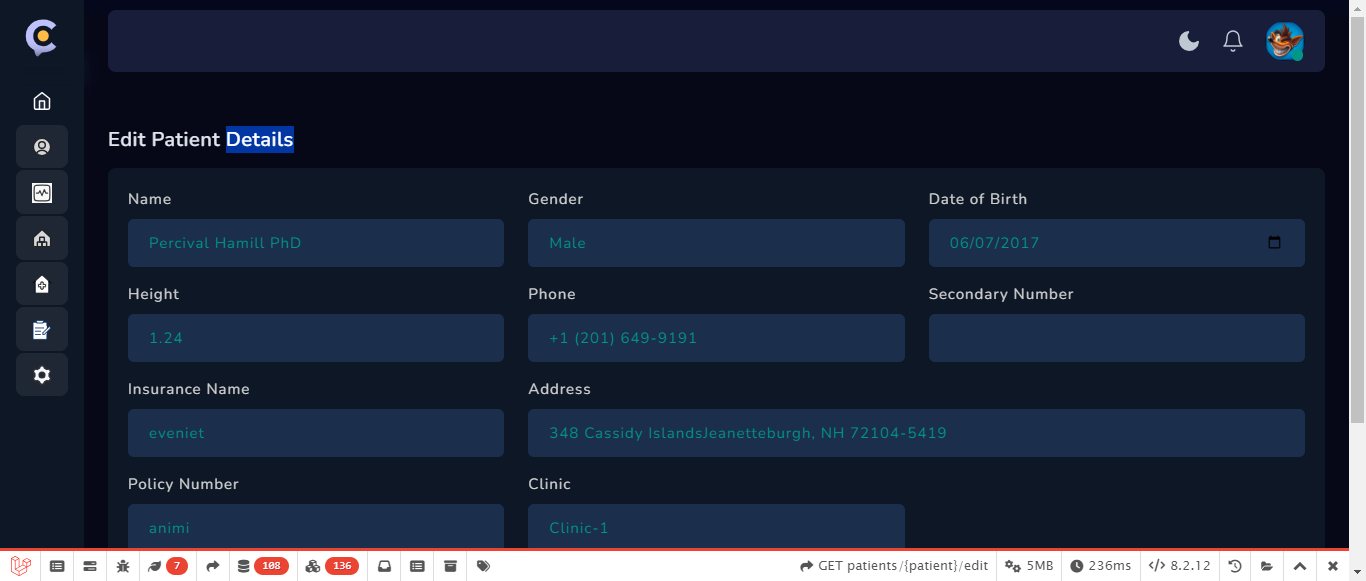 Edit Patient Details
Name Gender Date of Birth
Percival Hamill PhD Male 06/07/2017
Height Phone Secondary Number
1.24 +1 (201) 649-9191
Insurance Name Address
eveniet 348 Cassidy IslandsJeanetteburgh, NH 72104-5419
Policy Number Clinic
animi Clinic-1
7 108 136 GET patients/{patient}/edit 5MB 236ms </> 8.2.12